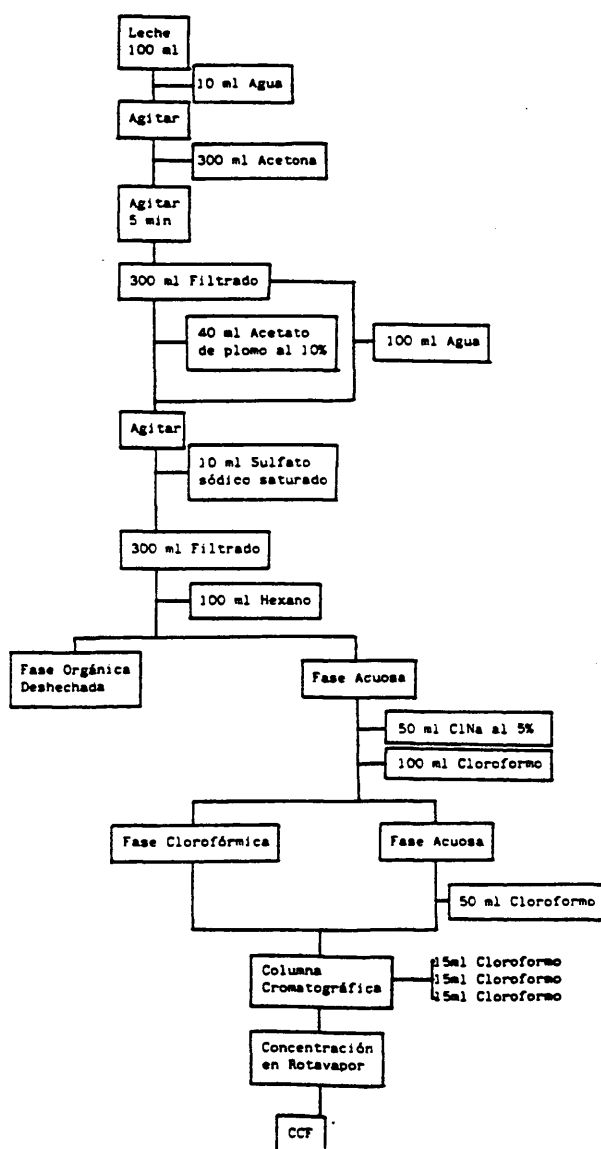 Leche
100 ml
10 ml Agua
Agitar
300 ml Acetona
Agitar
5 min
300 ml Filtrado
40 ml Acetato
de plomo al 10%
100 ml Agua
Agitar
10 ml Sulfato
sódico saturado
300 ml Filtrado
100 ml Hexano
Fase Orgánica
Deshechada
Fase Acuosa
50 ml ClNa al 5%
100 ml Cloroformo
Fase Clorofórmica
Fase Acuosa
50 ml Cloroformo
Columna
Cromatográfica
15ml Cloroformo
15ml Cloroformo
15ml Cloroformo
Concentración
en Rotavapor
CCF